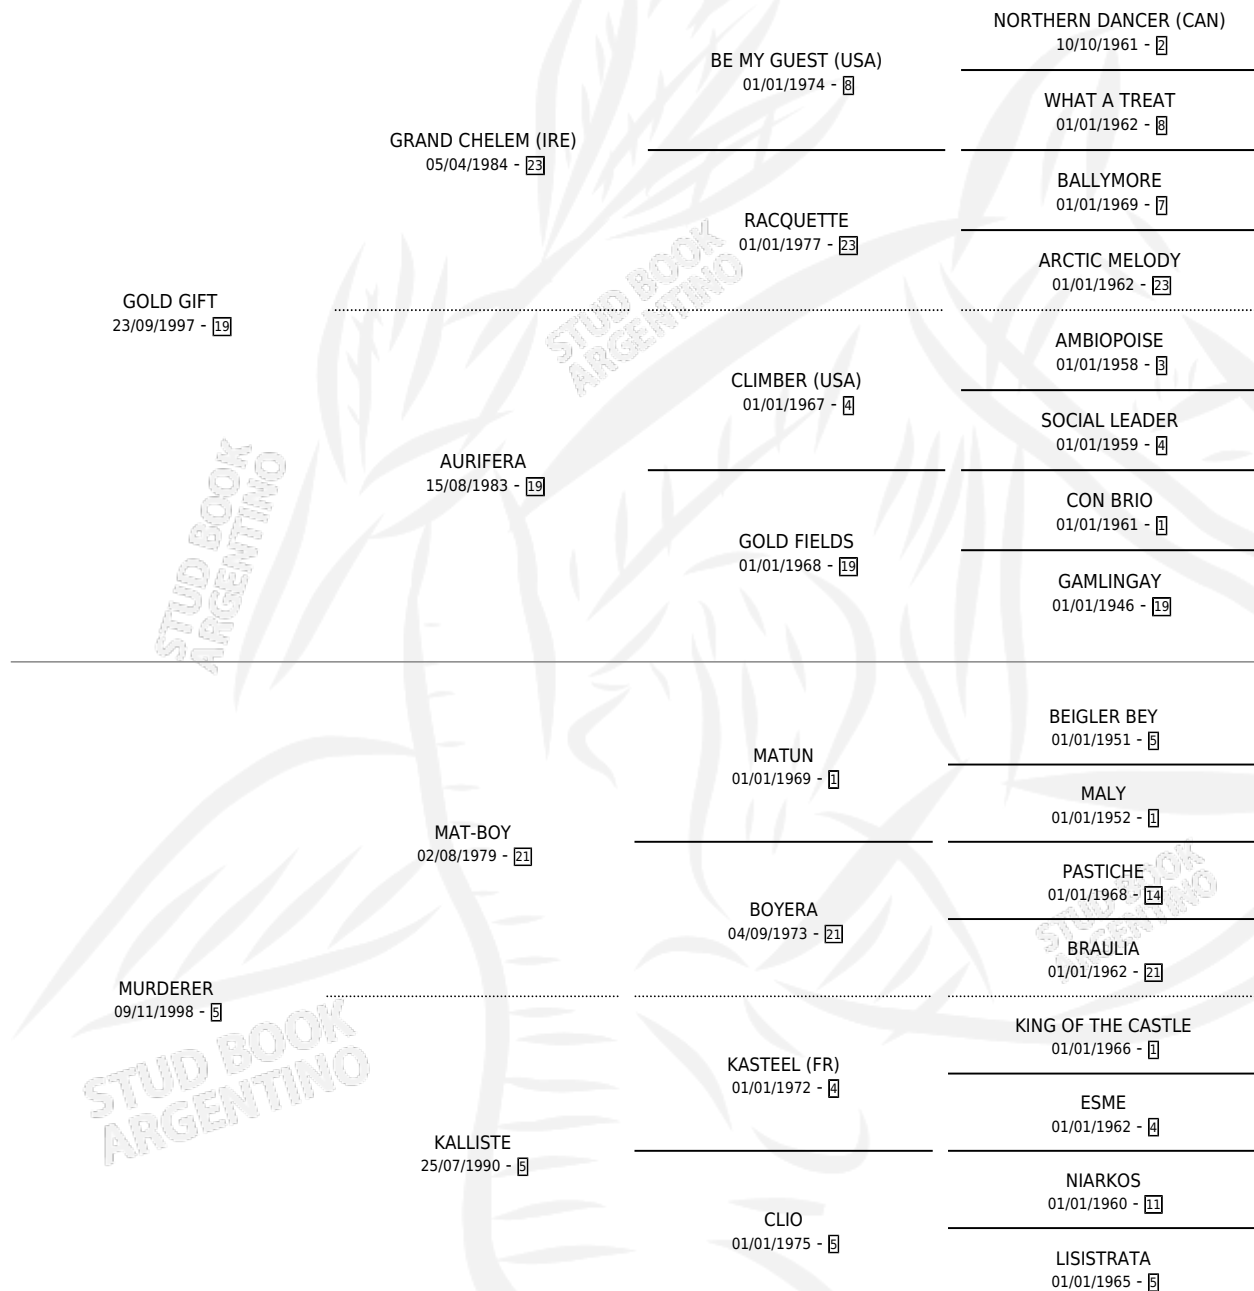 NORTHERN DANCER (CAN)
10/10/1961 - 2
BE MY GUEST (USA)
01/01/1974 - 8
WHAT A TREAT
01/01/1962 - 8
GRAND CHELEM (IRE)
05/04/1984 - 23
BALLYMORE
01/01/1969 - 7
RACQUETTE
01/01/1977 - 23
ARCTIC MELODY
01/01/1962 - 23
GOLD GIFT
23/09/1997 - 19
STUD BOOK
ARGENTINO
AMBIOPOISE
01/01/1958 - 3
CLIMBER (USA)
01/01/1967 - 4
SOCIAL LEADER
01/01/1959 - 4
AURIFERA
15/08/1983 - 19
CON BRIO
01/01/1961 - 1
GOLD FIELDS
01/01/1968 - 19
GAMLINGAY
01/01/1946 - 19
STUD BOOK
ARGENTINO
BEIGLER BEY
01/01/1951 - 5
MATUN
01/01/1969 - 1
MALY
01/01/1952 - 1
MAT-BOY
02/08/1979 - 21
PASTICHE
01/01/1968 - 14
BOYERA
04/09/1973 - 21
BRAULIA
01/01/1962 - 21
STUD BOOK
ARGENTINO
MURDERER
09/11/1998 - 5
KING OF THE CASTLE
01/01/1966 - 1
KASTEEL (FR)
01/01/1972 - 4
ESME
01/01/1962 - 4
STUD BOOK
ARGENTINO
KALLISTE
25/07/1990 - 5
NIARKOS
01/01/1960 - 11
CLIO
01/01/1975 - 5
LISISTRATA
01/01/1965 - 5